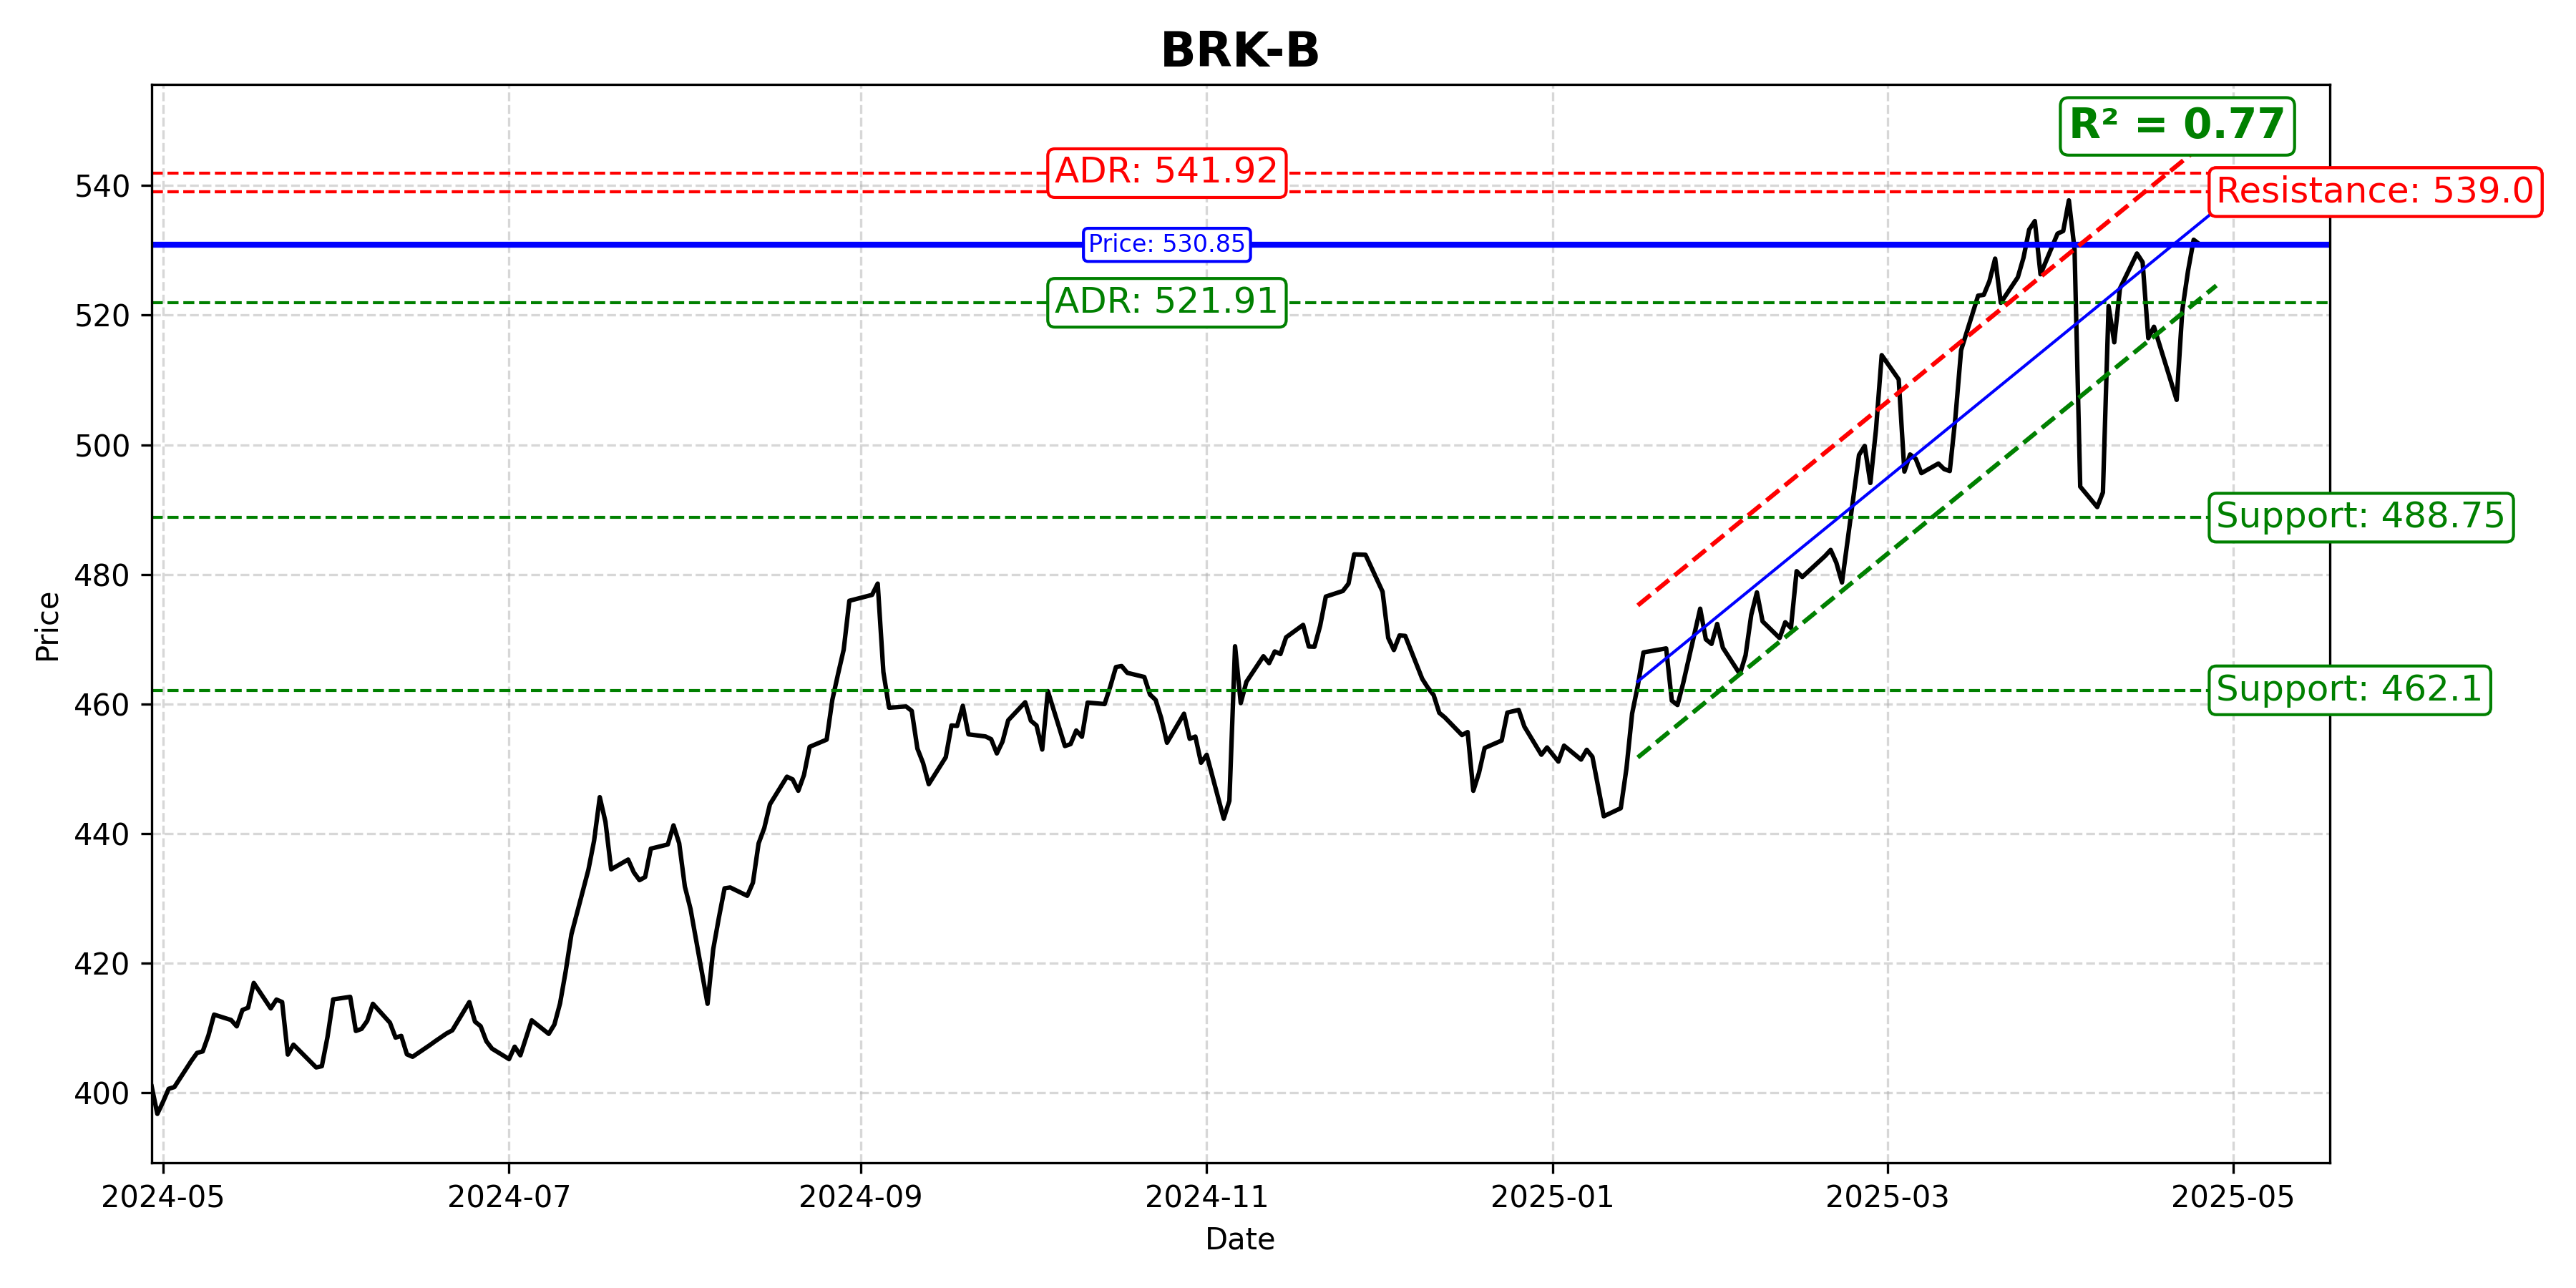 BRK-B
R² = 0.77
ADR: 541.92
Resistance: 539.0
Price: 530.85
ADR: 521.91
Support: 488.75
Support: 462.1
Price
540
520
500
480
460
440
420
400
2024-05 2024-07 2024-09 2024-11 2025-01 2025-03 2025-05
Date